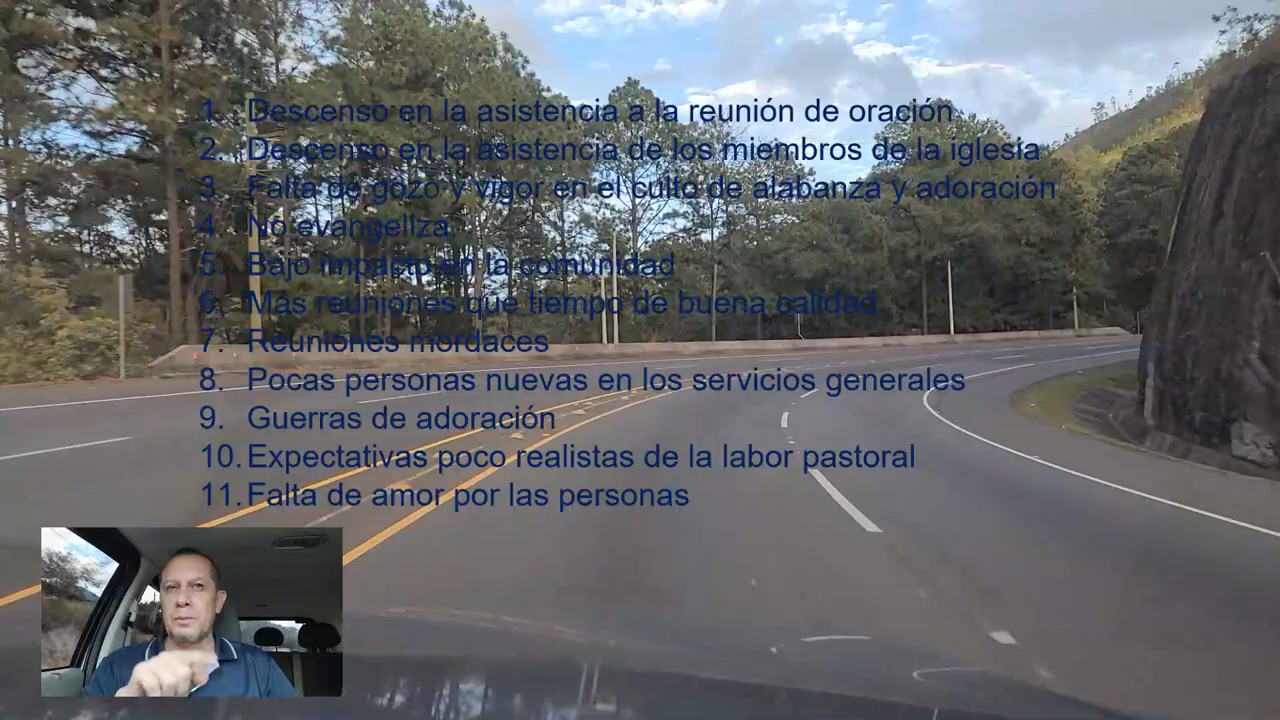 1. Descenso en la asistencia a la reunión de oración
2. Descenso en la asistencia de los miembros de la iglesia
3. Falta de gozo y vigor en el culto de alabanza y adoración
4. No evangeliza.
5. Bajo impacto en la comunidad
6. Mas reuniones que tiempo de buena calidad.
7. Reuniones mordaces
8. Pocas personas nuevas en los servicios generales
9. Guerras de adoración
10. Expectativas poco realistas de la labor pastoral
11. Falta de amor por las personas